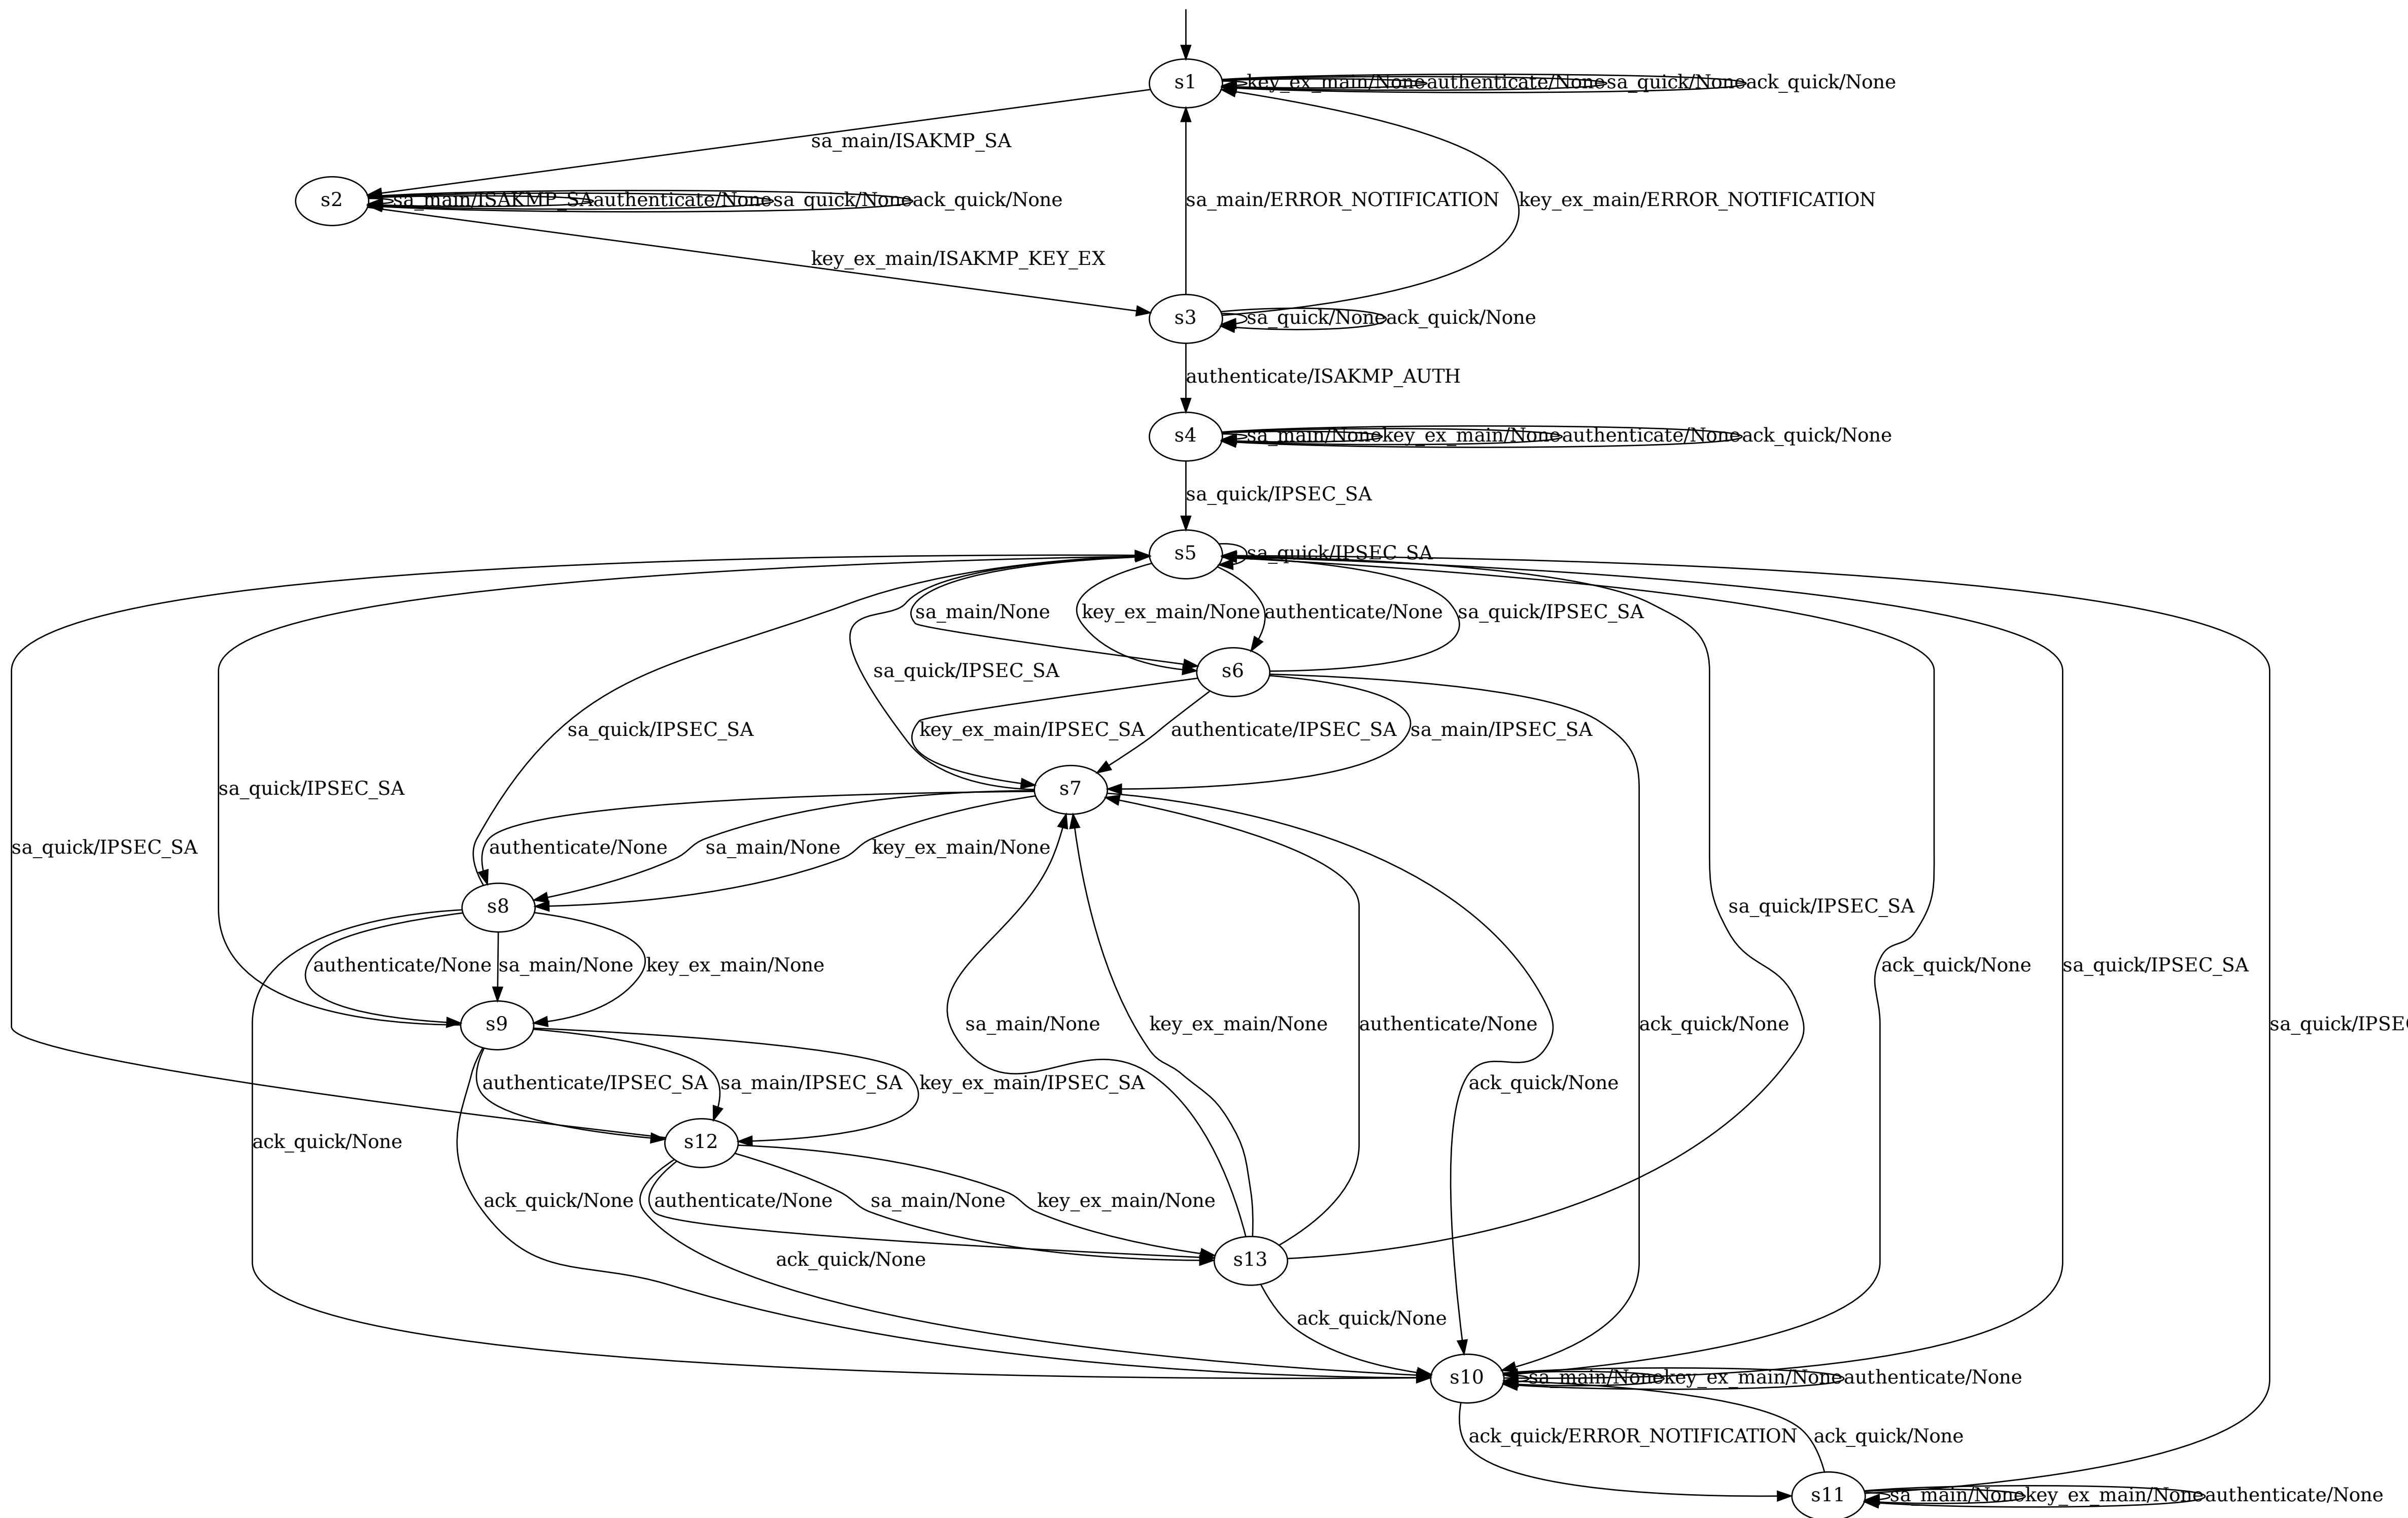 s1
key_ex_main/None
authenticate/None
sa_quick/None
ack_quick/None
sa_main/ISAKMP_SA
s2
sa_main/ISAKMP_SA
authenticate/None
sa_quick/None
ack_quick/None
sa_main/ERROR_NOTIFICATION
key_ex_main/ERROR_NOTIFICATION
key_ex_main/ISAKMP_KEY_EX
s3
sa_quick/None
ack_quick/None
authenticate/ISAKMP_AUTH
s4
sa_main/None
key_ex_main/None
authenticate/None
ack_quick/None
sa_quick/IPSEC_SA
s5
sa_quick/IPSEC_SA
sa_main/None
key_ex_main/None
authenticate/None
sa_quick/IPSEC_SA
sa_quick/IPSEC_SA
s6
sa_quick/IPSEC_SA
key_ex_main/IPSEC_SA
authenticate/IPSEC_SA
sa_main/IPSEC_SA
sa_quick/IPSEC_SA
s7
sa_quick/IPSEC_SA
authenticate/None
sa_main/None
key_ex_main/None
s8
sa_quick/IPSEC_SA
authenticate/None
sa_main/None
key_ex_main/None
ack_quick/None
sa_quick/IPSEC_SA
s9
sa_main/None
key_ex_main/None
authenticate/None
ack_quick/None
sa_quick/IPSEC
authenticate/IPSEC_SA
sa_main/IPSEC_SA
key_ex_main/IPSEC_SA
ack_quick/None
ack_quick/None
s12
ack_quick/None
authenticate/None
sa_main/None
key_ex_main/None
ack_quick/None
s13
ack_quick/None
s10
sa_main/None
key_ex_main/None
authenticate/None
ack_quick/ERROR_NOTIFICATION
ack_quick/None
s11
sa_main/None
key_ex_main/None
authenticate/None